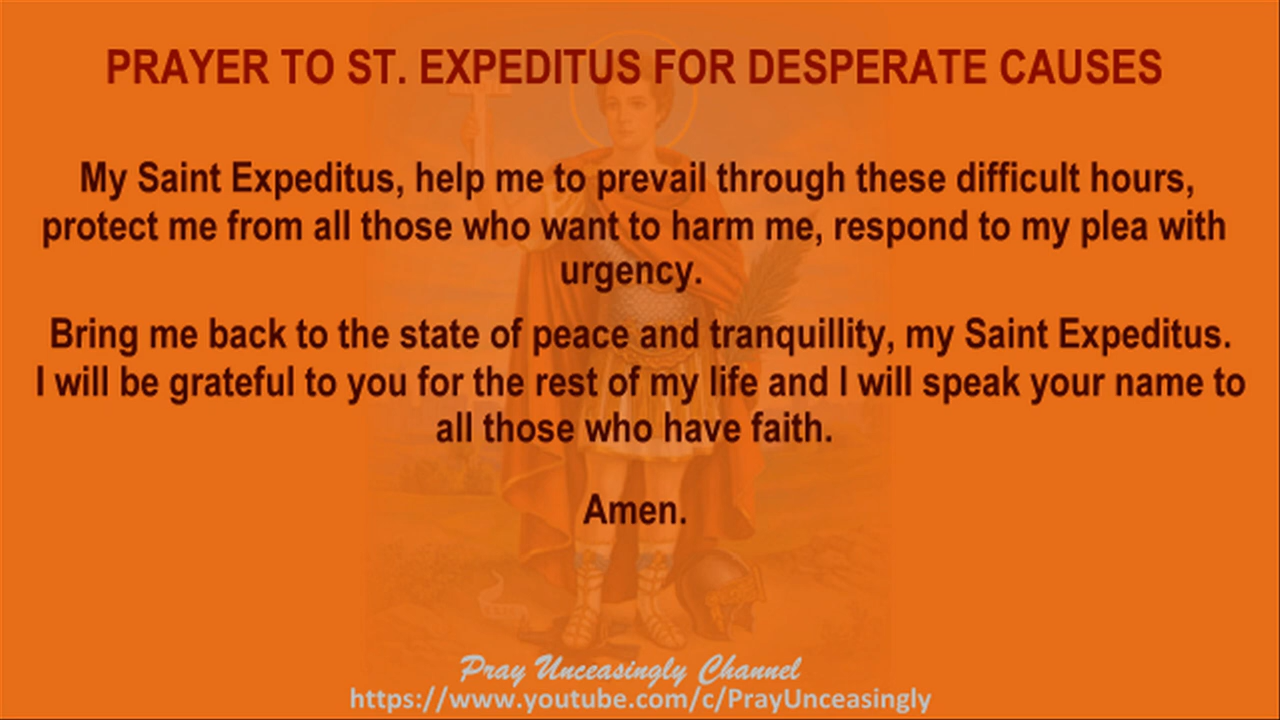 PRAYER TO ST. EXPEDITUS FOR DESPERATE CAUSES
My Saint Expeditus, help me to prevail through these difficult hours,
protect me from all those who want to harm me, respond to my plea with
urgency.
Bring me back to the state of peace and tranquillity, my Saint Expeditus.
I will be grateful to you for the rest of my life and I will speak your name to
all those who have faith.
Amen.
Pray Unceasingly Channel
https://www.youtube.com/c/PrayUnceasingly